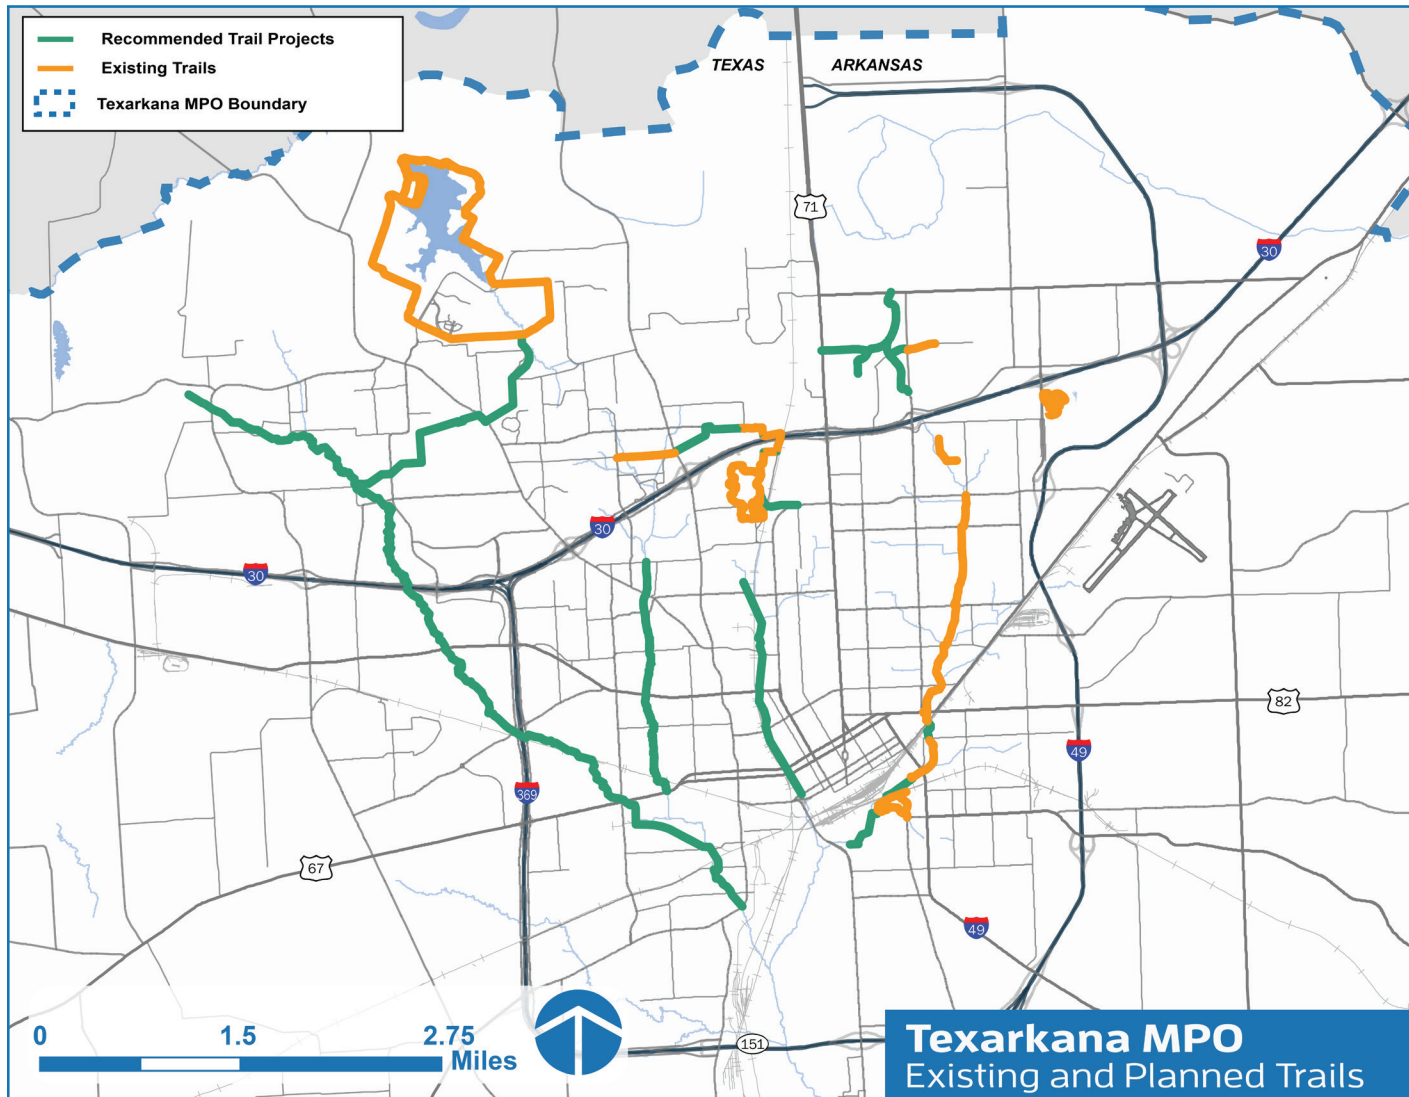 Recommended Trail Projects
Existing Trails
Texarkana MPO Boundary
TEXAS
ARKANSAS
71
30
30
30
82
49
369
67
49
151
0
1.5
2.75
Miles
Texarkana MPO
Existing and Planned Trails